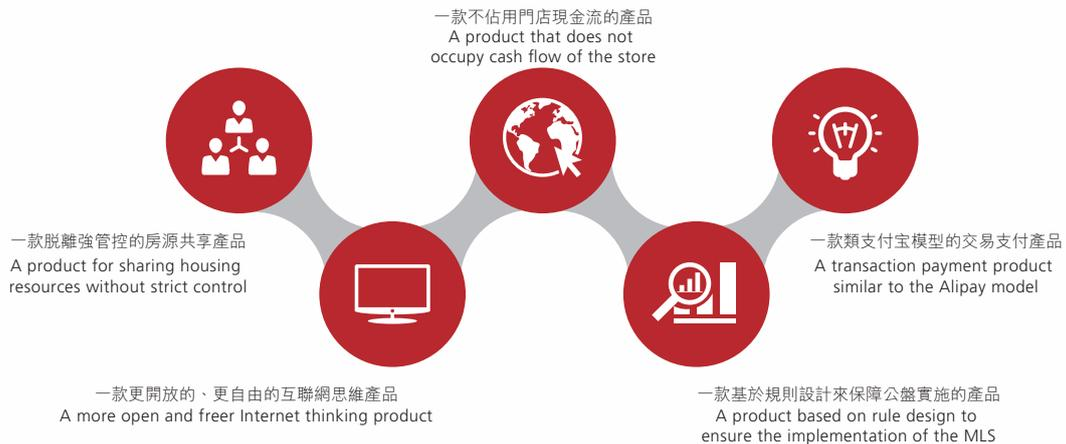 一款不佔用門店現金流的產品
A product that does not
occupy cash flow of the store
一款脱離強管控的房源共享產品
A product for sharing housing
resources without strict control
一款類支付宝模型的交易支付產品
A transaction payment product
similar to the Alipay model
一款更開放的、更自由的互聯網思維產品
A more open and freer Internet thinking product
一款基於規則設計來保障公盤實施的產品
A product based on rule design to
ensure the implementation of the MLS